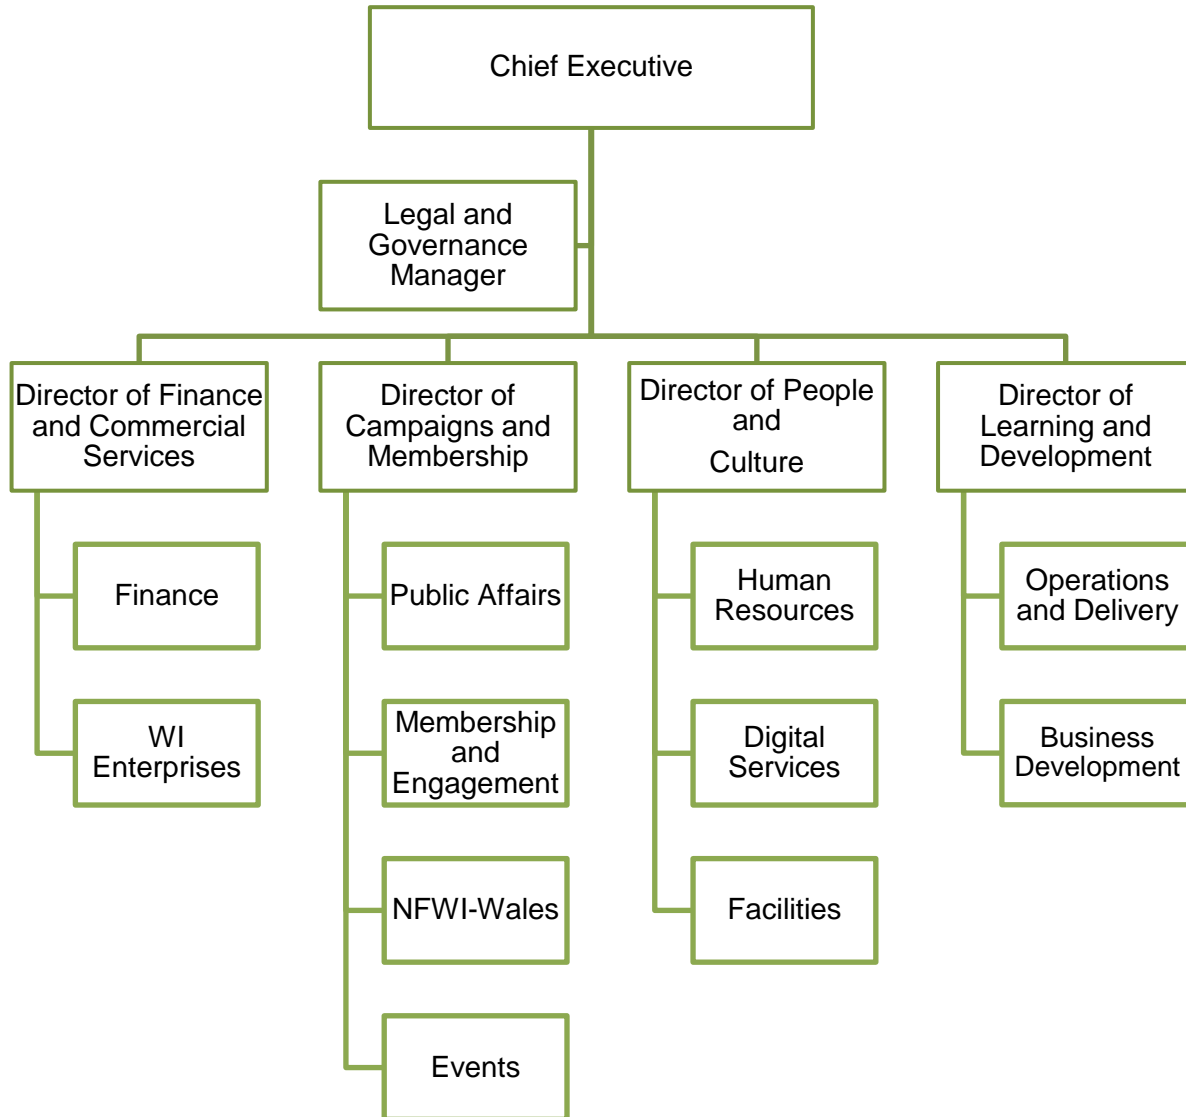 Chief Executive
Legal and
Governance
Manager
Director of Finance
and Commercial
Services
Director of
Campaigns and
Membership
Director of People
and
Culture
Director of
Learning and
Development
Finance
WI
Enterprises
Public Affairs
Membership
and
Engagement
NFWI-Wales
Events
Human
Resources
Digital
Services
Facilities
Operations
and Delivery
Business
Development